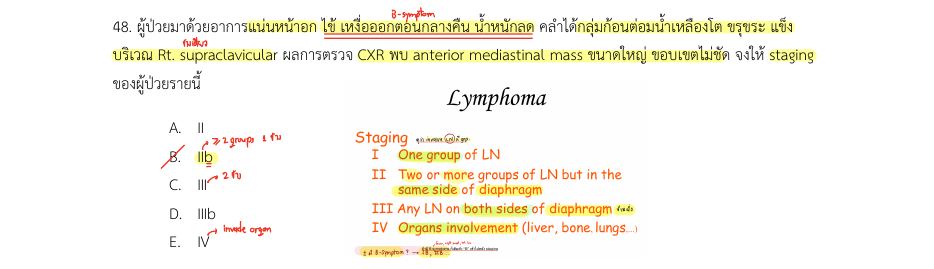 B-symptom
48. ผู้ป่วยมาด้วยอาการแน่นหน้าอก ไข้ เหงื่อออกตอนกลางคืน น้ำหนักลด คลำได้กลุ่มก้อนต่อมน้ำเหลืองโต ขรุขระ แข็ง
บริเวณ Rt. supraclavicular ผลการตรวจ CXR พบ anterior mediastinal mass ขนาดใหญ่ ขอบเขตไม่ชัด จงให้ staging
ของผู้ป่วยรายนี้
Lymphoma
A. II
≥ 2 groups 1
B. IIb
C. III
2
D. IIIb
invade organ
E. IV
Staging
I One group of LN
II Two or more groups of LN but in the
same side of diaphragm
III Any LN on both sides of diaphragm
IV Organs involvement (liver, bone. lungs....)
B-symptom ? →